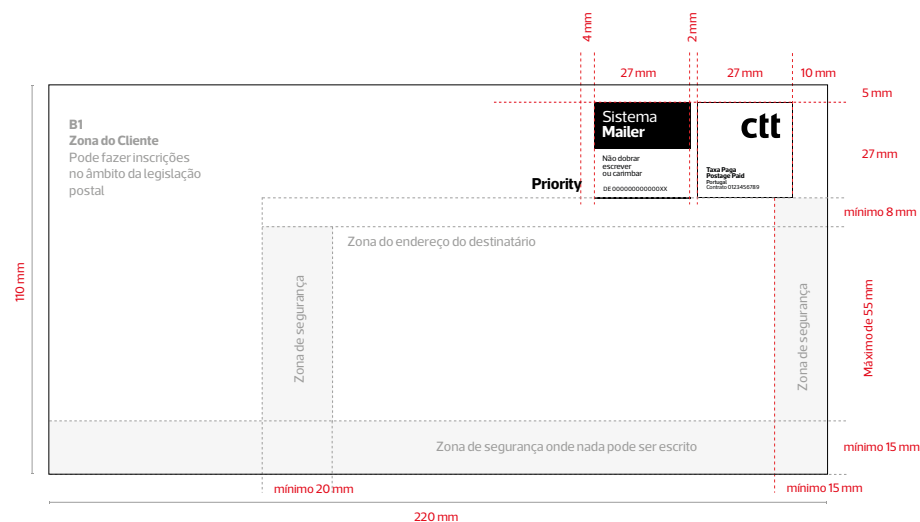 4 mm
2 mm
27 mm
27 mm
10 mm
5 mm
B1
Zona do Cliente
Pode fazer inscrições
no âmbito da legislação
postal
Sistema
Mailer
Não dobrar
escrever
ou carimbar
DE 000000000000XX
ctt
Taxa Paga
Postage Paid
Portugal
Contrato 0123456789
27 mm
Priority
mínimo 8 mm
Zona do endereço do destinatário
110 mm
Zona de segurança
Zona de segurança
Máximo de 55 mm
Zona de segurança onde nada pode ser escrito
mínimo 15 mm
mínimo 20 mm
mínimo 15 mm
220 mm